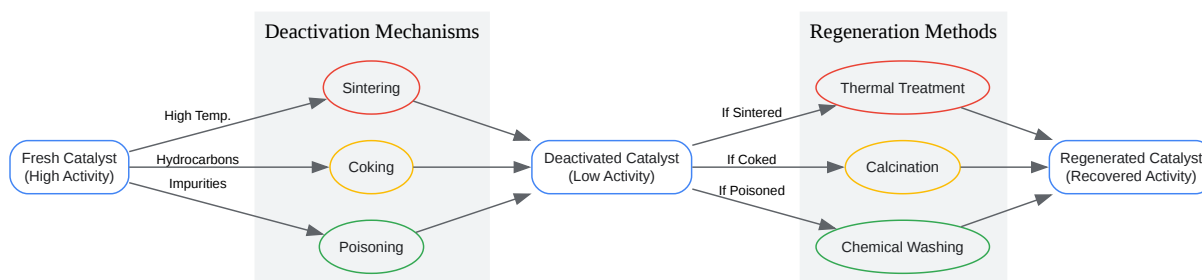 Deactivation Mechanisms
Regeneration Methods
Sintering
Thermal Treatment
High Temp.
If Sintered
Fresh Catalyst
(High Activity)
Hydrocarbons
Coking
Deactivated Catalyst
(Low Activity)
If Coked
Calcination
Regenerated Catalyst
(Recovered Activity)
Impurities
If Poisoned
Poisoning
Chemical Washing